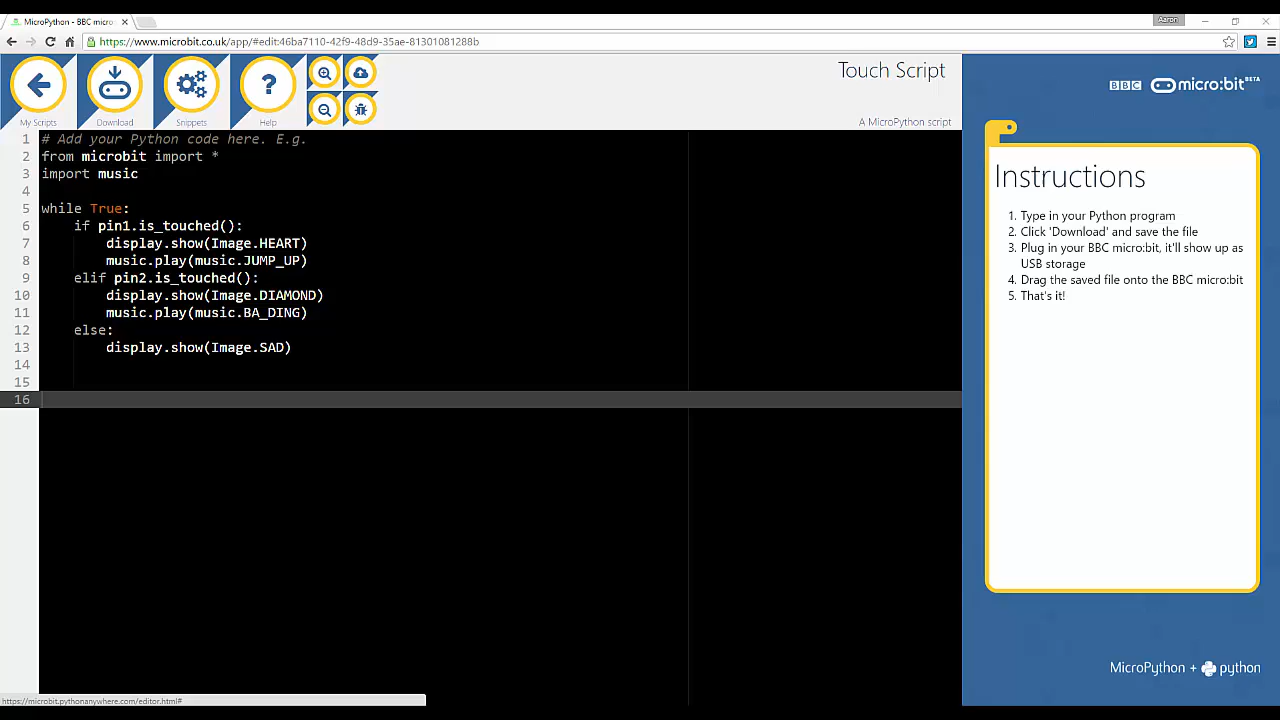 MicroPython - BBC micro
Aaron
https://www.microbit.co.uk/app/#edit:46ba7110-42f9-48d9-35ae-81301081288b
My Scripts
Download
Snippets
?
Help
Touch Script
A MicroPython script
BBC micro:bit BETA
1 # Add your Python code here. E.g.
2 from microbit import *
3 import music
4
5 while True:
6 if pin1.is_touched():
7 display.show(Image.HEART)
8 music.play(music.JUMP_UP)
9 elif pin2.is_touched():
10 display.show(Image.DIAMOND)
11 music.play(music.BA_DING)
12 else:
13 display.show(Image.SAD)
14
15
16
Instructions
1. Type in your Python program
2. Click 'Download' and save the file
3. Plug in your BBC micro:bit, it'll show up as
USB storage
4. Drag the saved file onto the BBC micro:bit
5. That's it!
MicroPython + python
https://microbit.pythonanywhere.com/editor.html#